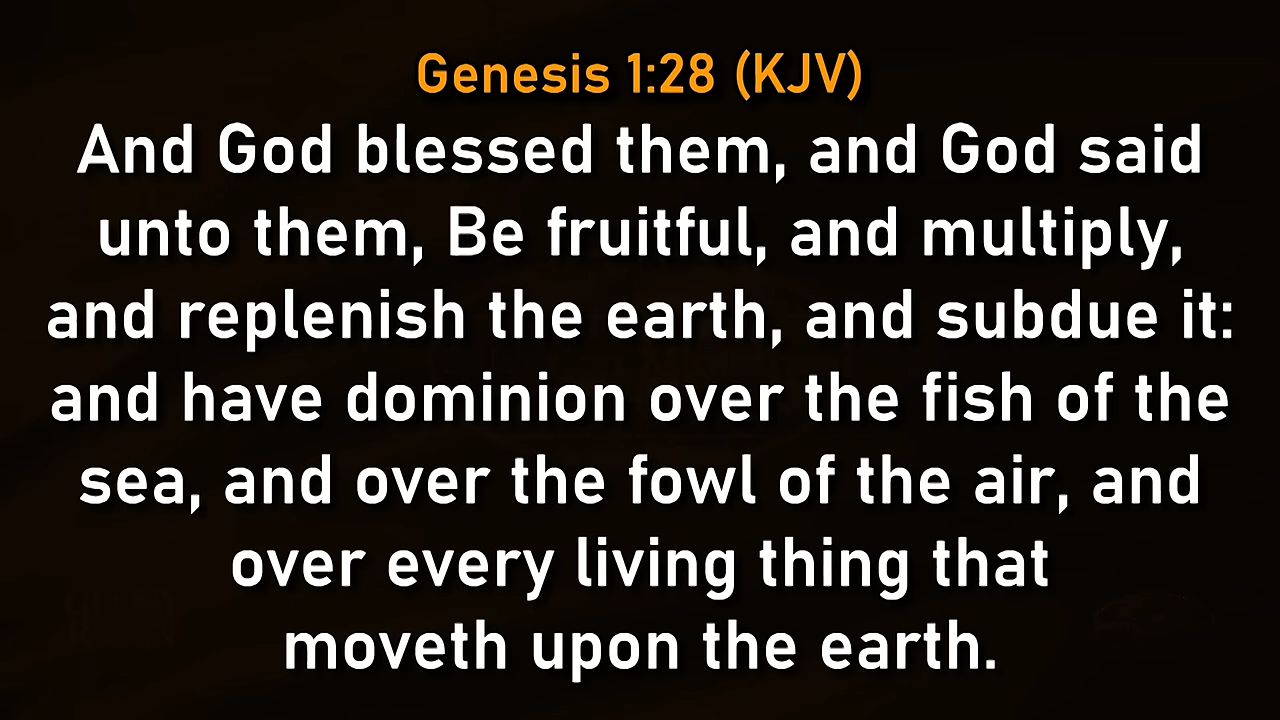 Genesis 1:28 (KJV)
And God blessed them, and God said
unto them, Be fruitful, and multiply,
and replenish the earth, and subdue it:
and have dominion over the fish of the
sea, and over the fowl of the air, and
over every living thing that
moveth upon the earth.